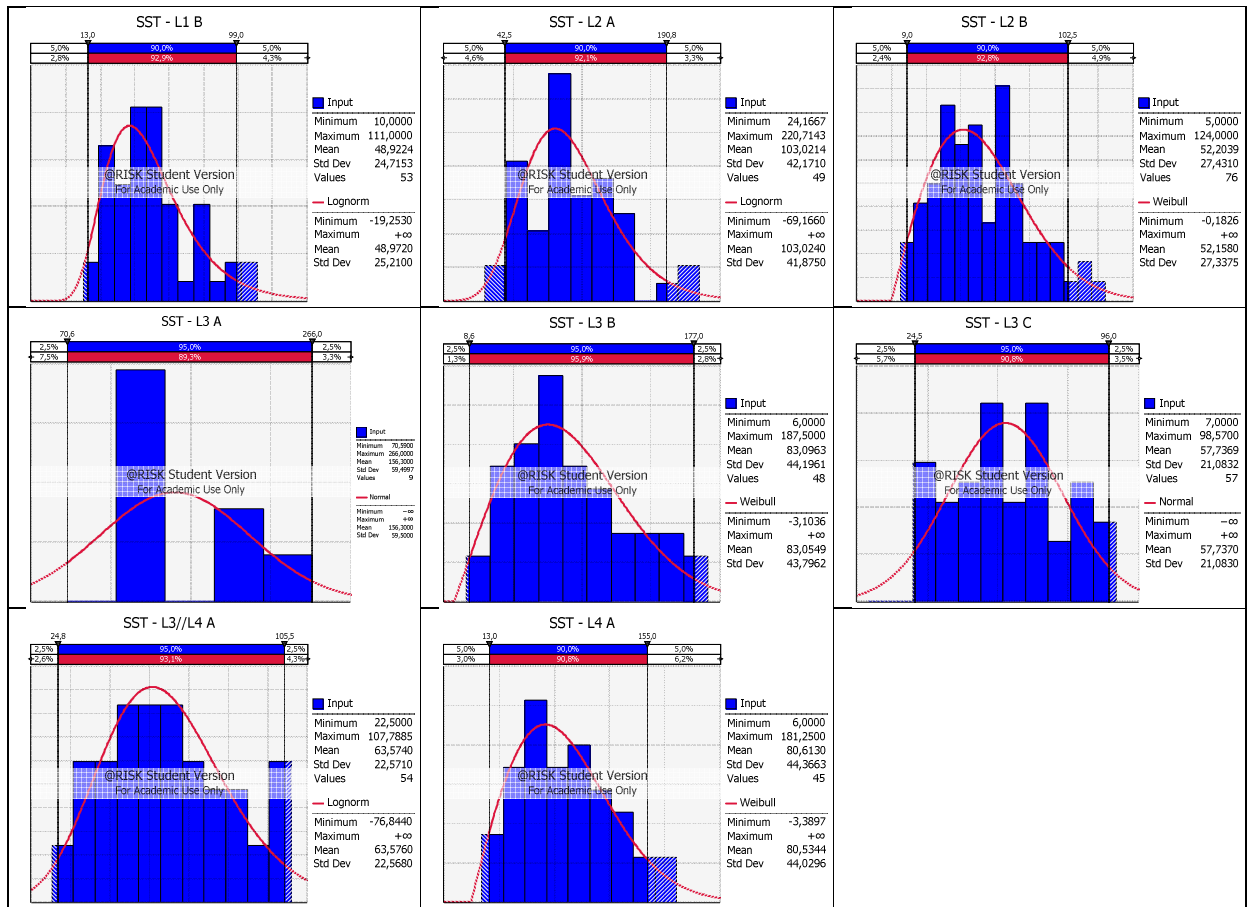 SST - L1 B
13,0 99,0
5,0% 90,0% 5,0%
2,8% 92,9% 4,3%
@RISK Student Version
For Academic Use Only
Input
Minimum 10,0000
Maximum 111,0000
Mean 48,9224
Std Dev 24,7153
Values 53
Lognorm
Minimum -19,2530
Maximum +∞
Mean 48,9720
Std Dev 25,2100
SST - L2 A
42,5 190,8
5,0% 90,0% 5,0%
4,6% 92,1% 3,3%
@RISK Student Version
For Academic Use Only
Input
Minimum 24,1667
Maximum 220,7143
Mean 103,0214
Std Dev 42,1710
Values 49
Lognorm
Minimum -69,1660
Maximum +∞
Mean 103,0240
Std Dev 41,8750
SST - L2 B
9,0 102,5
5,0% 90,0% 5,0%
2,4% 92,8% 4,9%
@RISK Student Version
For Academic Use Only
Input
Minimum 5,0000
Maximum 124,0000
Mean 52,2039
Std Dev 27,4310
Values 76
Weibull
Minimum -0,1826
Maximum +∞
Mean 52,1580
Std Dev 27,3375
SST - L3 A
70,6 266,0
2,5% 95,0% 2,5%
7,5% 89,3% 3,3%
@RISK Student Version
For Academic Use Only
Input
Minimum 70,5900
Maximum 266,0000
Mean 156,3000
Std Dev 59,4997
Values 9
Normal
Minimum −∞
Maximum +∞
Mean 156,3000
Std Dev 59,5000
SST - L3 B
8,6 177,0
2,5% 95,0% 2,5%
1,3% 95,9% 2,8%
@RISK Student Version
For Academic Use Only
Input
Minimum 6,0000
Maximum 187,5000
Mean 83,0963
Std Dev 44,1961
Values 48
Weibull
Minimum -3,1036
Maximum +∞
Mean 83,0549
Std Dev 43,7962
SST - L3 C
24,5 96,0
2,5% 95,0% 2,5%
5,7% 90,8% 3,5%
@RISK Student Version
For Academic Use Only
Input
Minimum 7,0000
Maximum 98,5700
Mean 57,7369
Std Dev 21,0832
Values 57
Normal
Minimum −∞
Maximum +∞
Mean 57,7370
Std Dev 21,0830
SST - L3//L4 A
24,8 105,5
2,5% 95,0% 2,5%
2,6% 93,1% 4,3%
@RISK Student Version
For Academic Use Only
Input
Minimum 22,5000
Maximum 107,7885
Mean 63,5740
Std Dev 22,5710
Values 54
Lognorm
Minimum -76,8440
Maximum +∞
Mean 63,5760
Std Dev 22,5680
SST - L4 A
13,0 155,0
5,0% 90,0% 5,0%
3,0% 90,8% 6,2%
@RISK Student Version
For Academic Use Only
Input
Minimum 6,0000
Maximum 181,2500
Mean 80,6130
Std Dev 44,3663
Values 45
Weibull
Minimum -3,3897
Maximum +∞
Mean 80,5344
Std Dev 44,0296